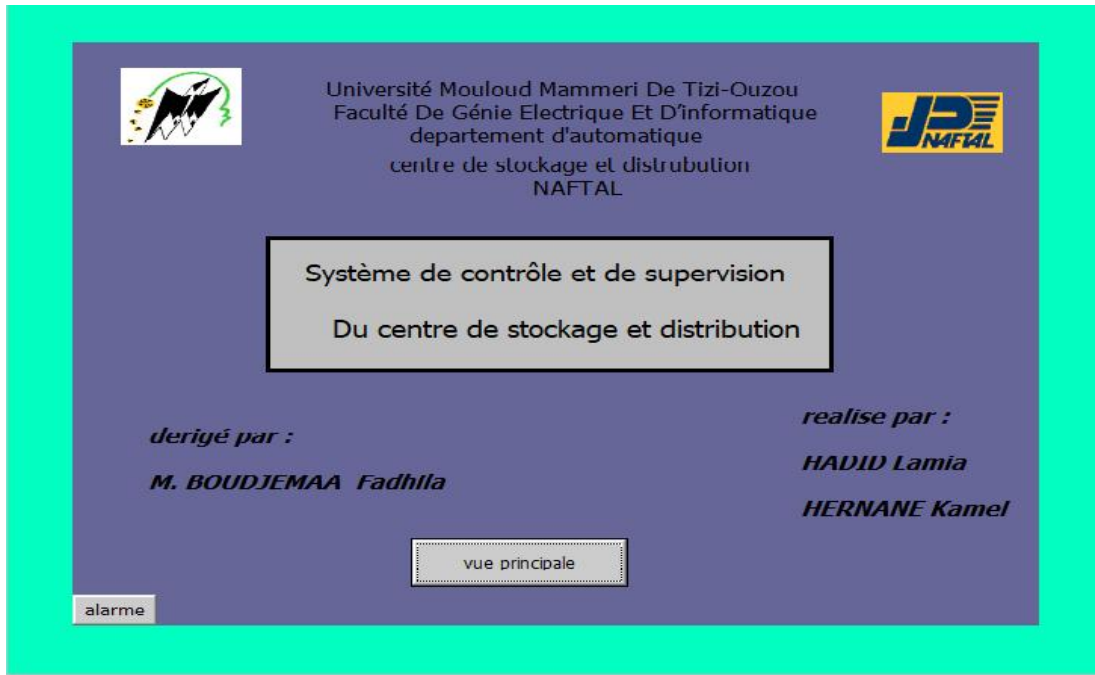 Université Mouloud Mammeri De Tizi-Ouzou
Faculté De Génie Electrique Et D'informatique
departement d'automatique
centre de stockage et distrubution
NAFTAL
NAFTAL
Système de contrôle et de supervision
Du centre de stockage et distribution
derigé par :
M. BOUDJEMAA Fadhila
realise par :
HADID Lamia
HERNANE Kamel
vue principale
alarme